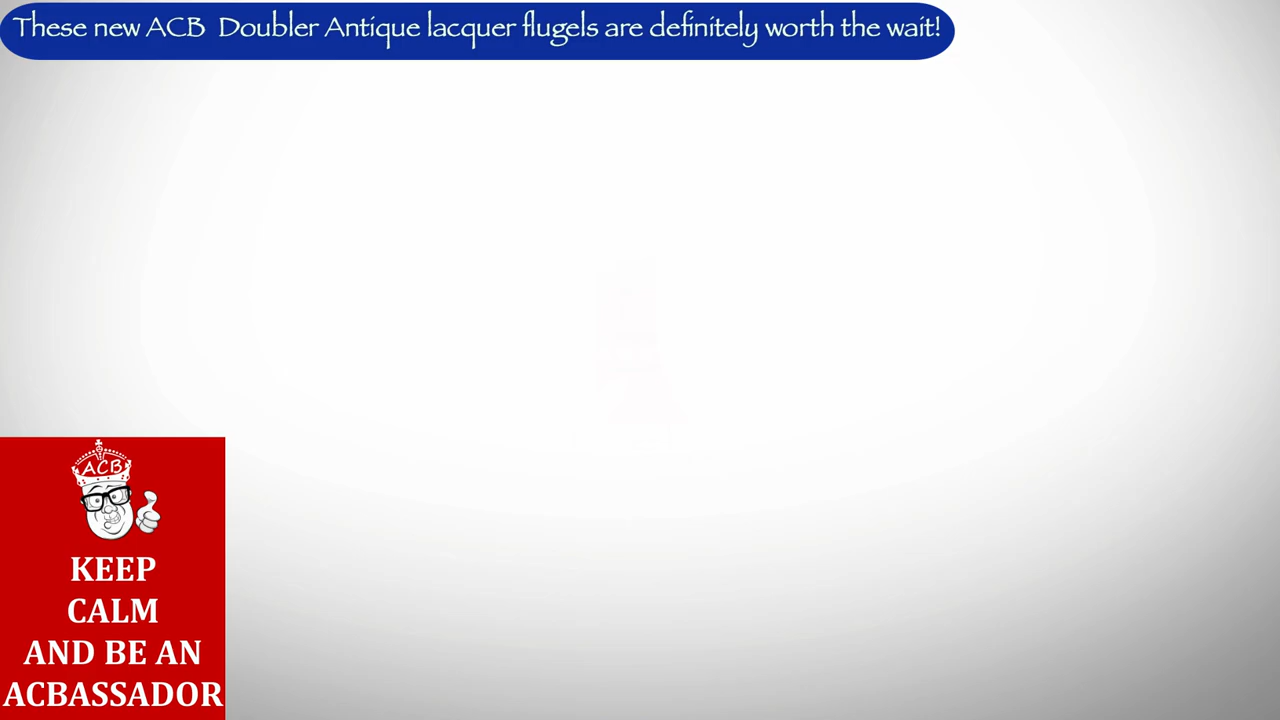 These new ACB Doubler Antique lacquer flugels are definitely worth the wait!
ACB
KEEP
CALM
AND BE AN
ACBASSADOR